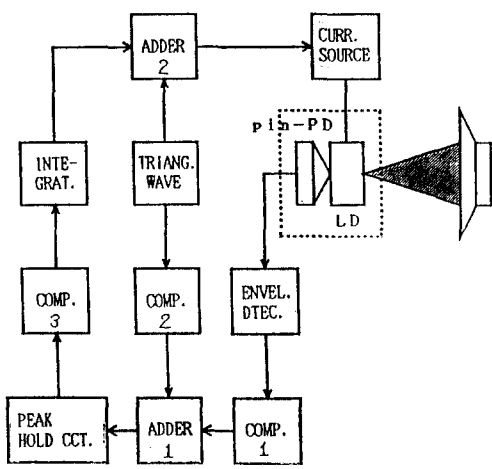 ADDER
2
CURR.
SOURCE
pin-PD
INTE-
GRAT.
TRIANG.
WAVE
LD
COMP.
3
COMP.
2
ENVEL.
DTEC.
PEAK
HOLD CCT.
ADDER
1
COMP.
1